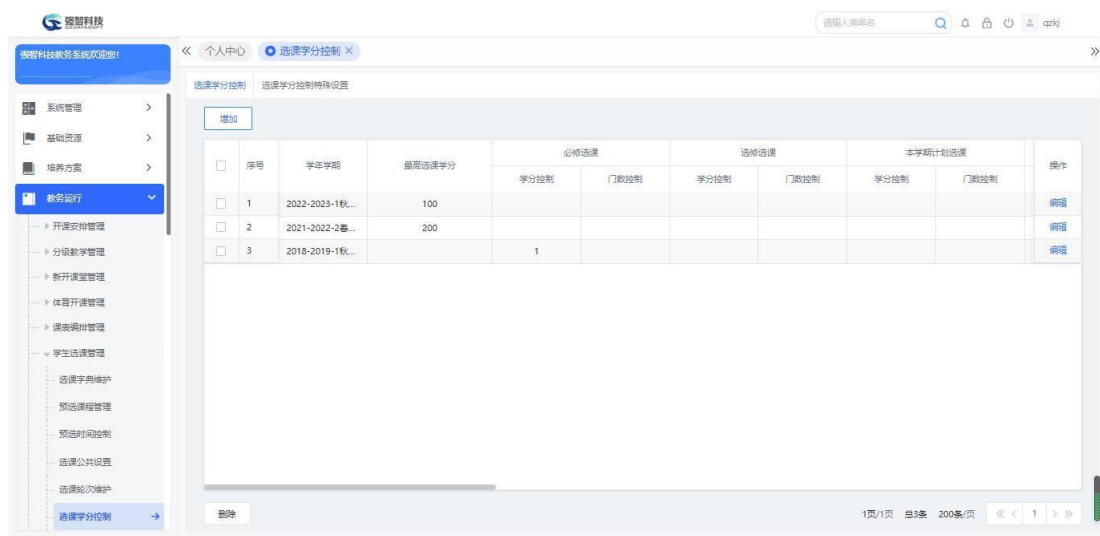 强智科技
QZDATASOFT
请输入菜单名
qzkj
强智科技教务系统欢迎您!
个人中心
选课学分控制
系统管理
基础资源
培养方案
教务运行
开课安排管理
分级教学管理
新开课堂管理
体育开课管理
课表编排管理
学生选课管理
选课字典维护
预选课程管理
预选时间控制
选课公共设置
选课轮次维护
选课学分控制
选课学分控制 选课学分控制特殊设置
增加
序号 学年学期 最高选课学分 必修选课 选修选课 本学期计划选课 操作
学分控制 门数控制 学分控制 门数控制 学分控制 门数控制
1 2022-2023-1秋... 100 编辑
2 2021-2022-2春... 200 编辑
3 2018-2019-1秋... 1 编辑
删除
1页/1页 总3条 200条/页 1